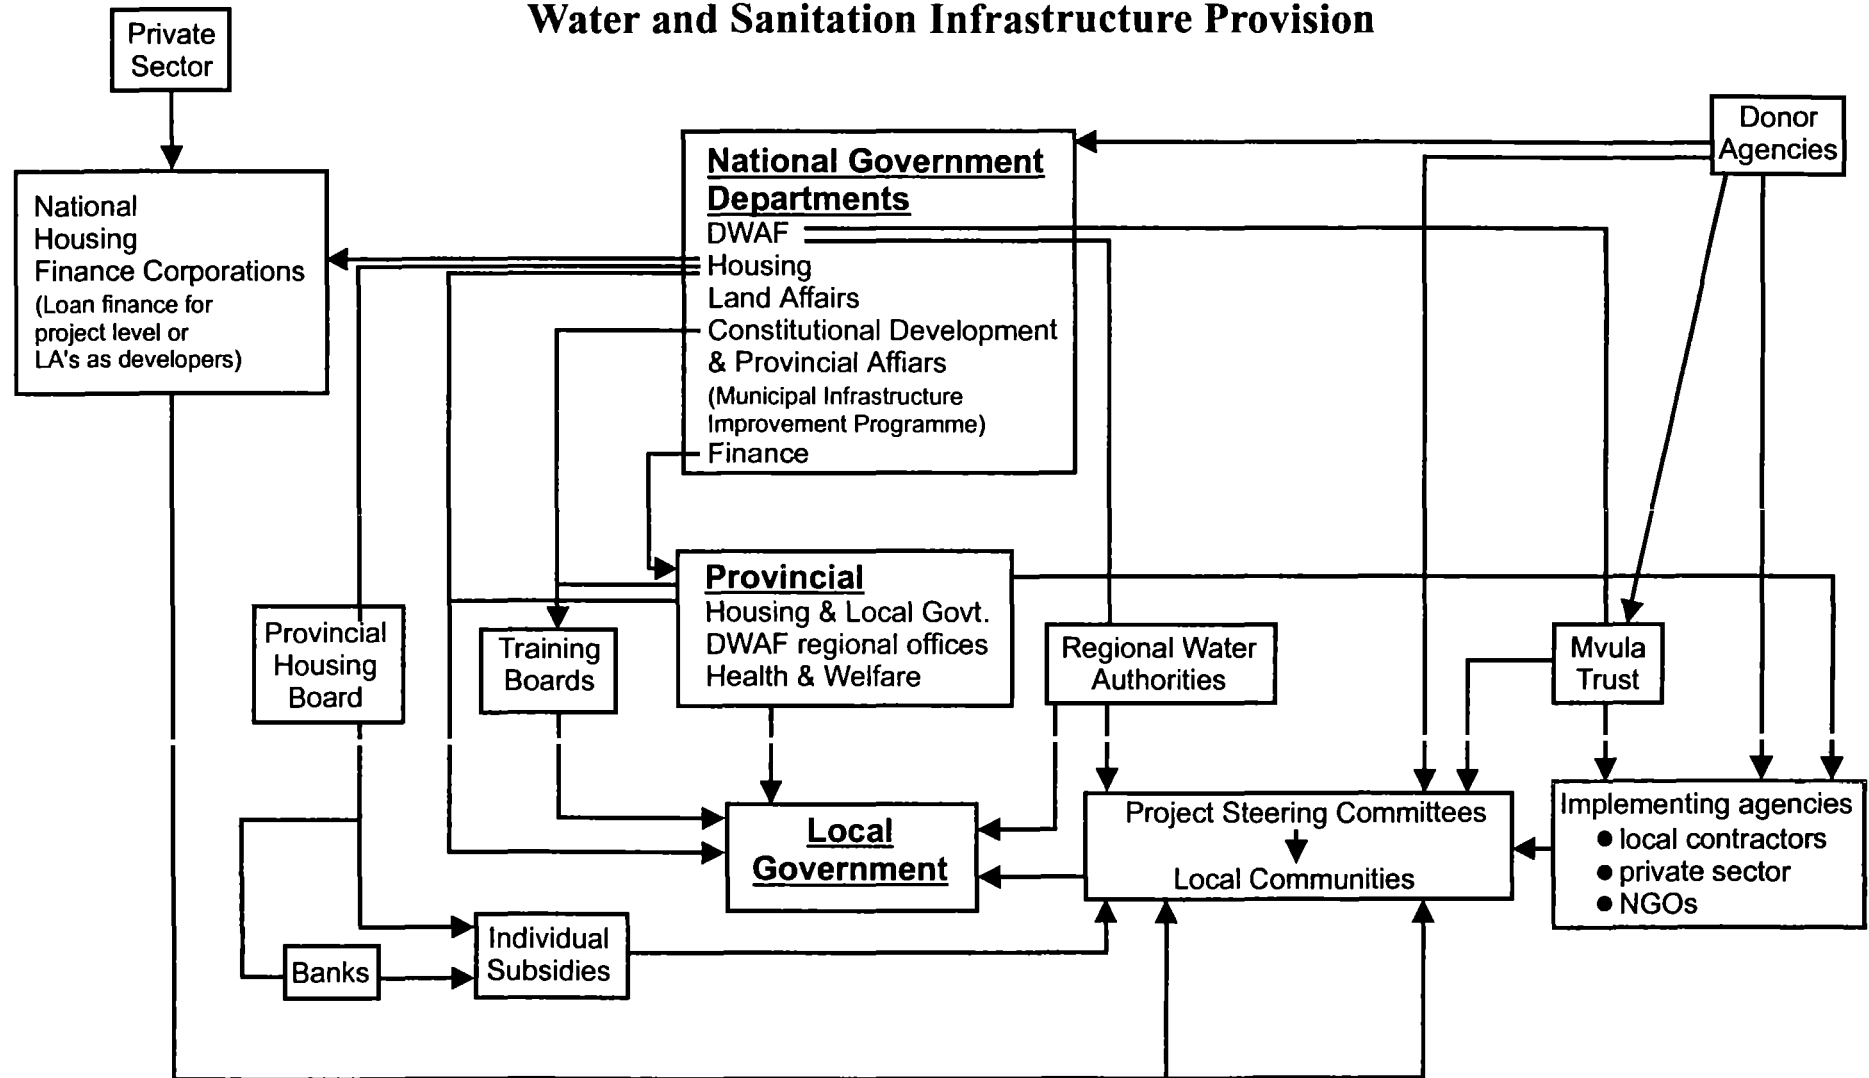 Water and Sanitation Infrastructure Provision
Private
Sector
Donor
Agencies
National
Housing
Finance Corporations
(Loan finance for
project level or
LA's as developers)
National Government
Departments
DWAF
Housing
Land Affairs
Constitutional Development
& Provincial Affiars
(Municipal Infrastructure
Improvement Programme)
Finance
Provincial
Housing
Board
Training
Boards
Provincial
Housing & Local Govt.
DWAF regional offices
Health & Welfare
Regional Water
Authorities
Mvula
Trust
Local
Government
Project Steering Committees
Local Communities
Implementing agencies
● local contractors
● private sector
● NGOs
Banks
Individual
Subsidies